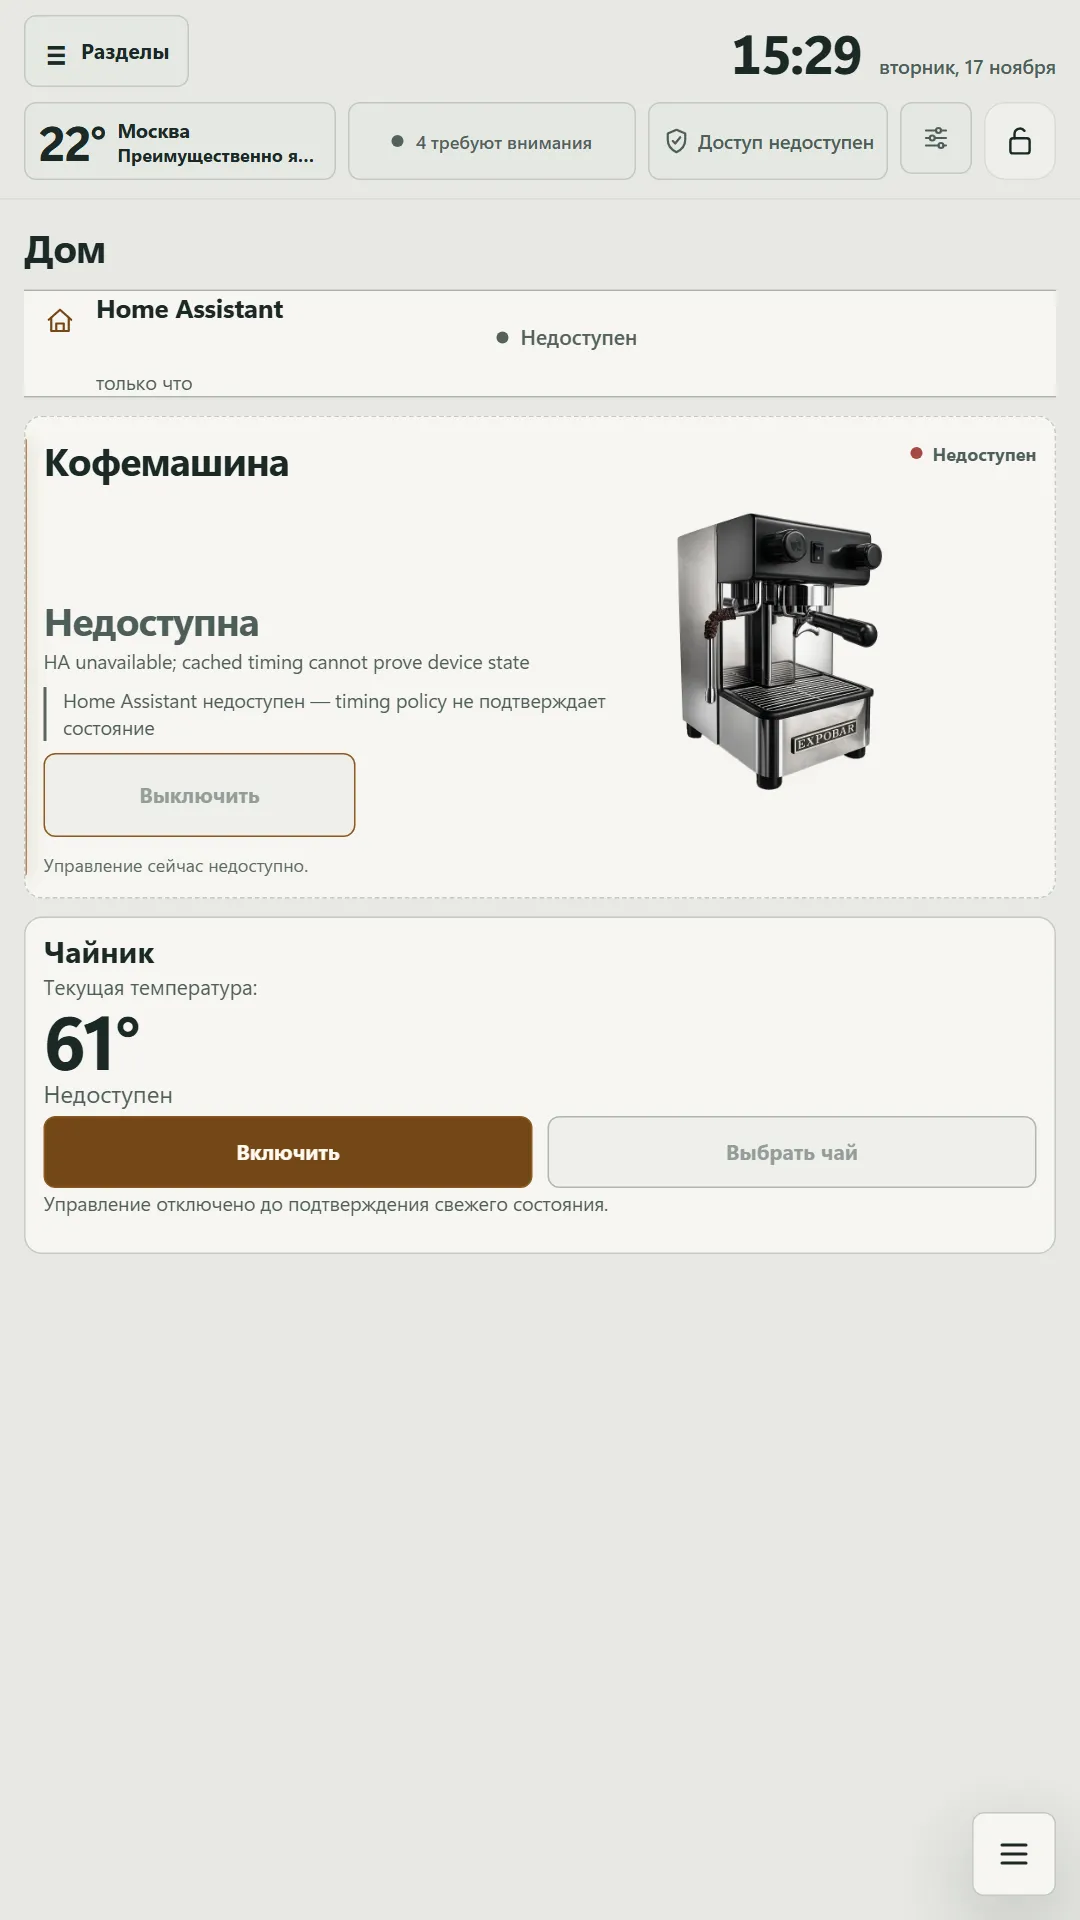 Разделы
15:29
вторник, 17 ноября
22°
Москва
Преимущественно я...
4 требуют внимания
Доступ недоступен
Дом
Home Assistant
Недоступен
только что
Кофемашина
Недоступен
Недоступна
HA unavailable; cached timing cannot prove device state
Home Assistant недоступен — timing policy не подтверждает
состояние
EXPOBAR
Выключить
Управление сейчас недоступно.
Чайник
Текущая температура:
61°
Недоступен
Включить
Выбрать чай
Управление отключено до подтверждения свежего состояния.